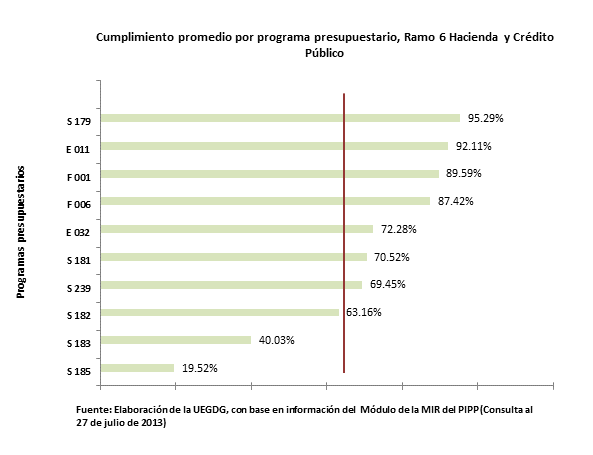 Cumplimiento promedio por programa presupuestario, Ramo 6 Hacienda y Crédito
Público
Programas presupuestarios
S 179 95.29%
E 011 92.11%
F 001 89.59%
F 006 87.42%
E 032 72.28%
S 181 70.52%
S 239 69.45%
S 182 63.16%
S 183 40.03%
S 185 19.52%
Fuente: Elaboración de la UEGDG, con base en información del Módulo de la MIR del PIPP(Consulta al
27 de julio de 2013)